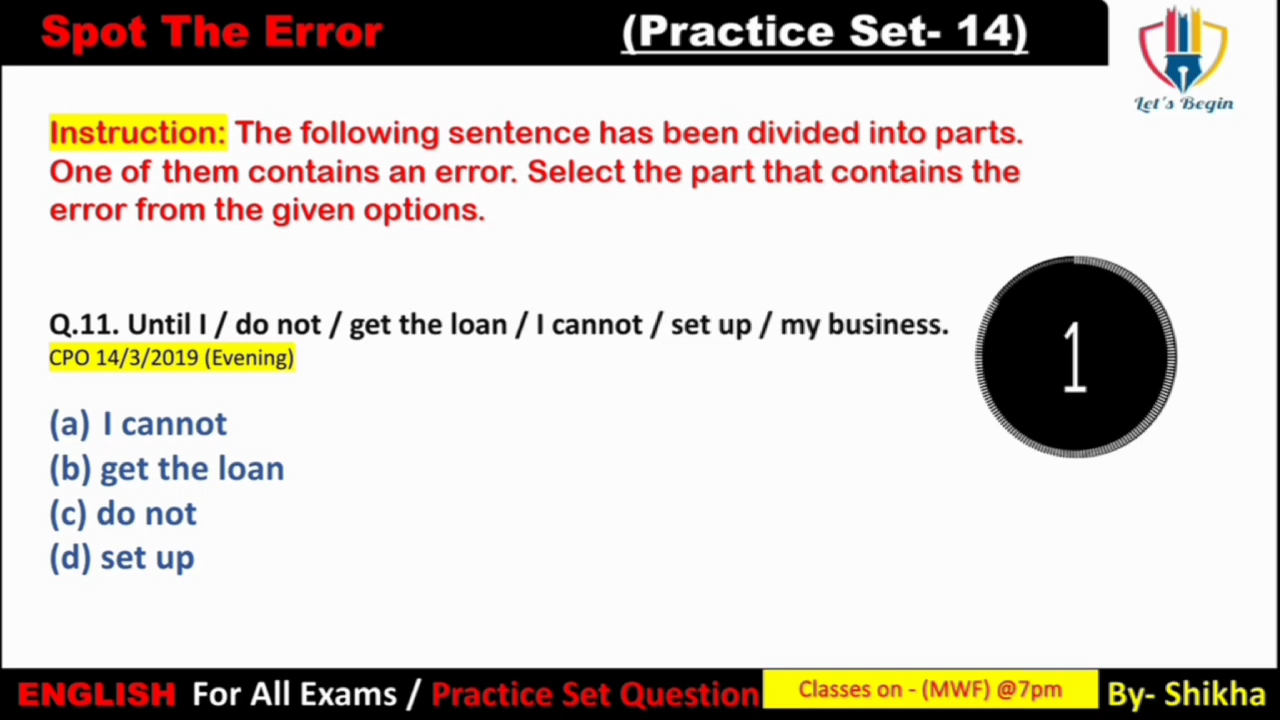 Spot The Error
(Practice Set- 14)
Let's Begin
Instruction: The following sentence has been divided into parts.
One of them contains an error. Select the part that contains the
error from the given options.
Q.11. Until I / do not / get the loan / I cannot / set up / my business.
CPO 14/3/2019 (Evening)
1
(a) I cannot
(b) get the loan
(c) do not
(d) set up
ENGLISH For All Exams / Practice Set Question
Classes on - (MWF) @7pm
By- Shikha